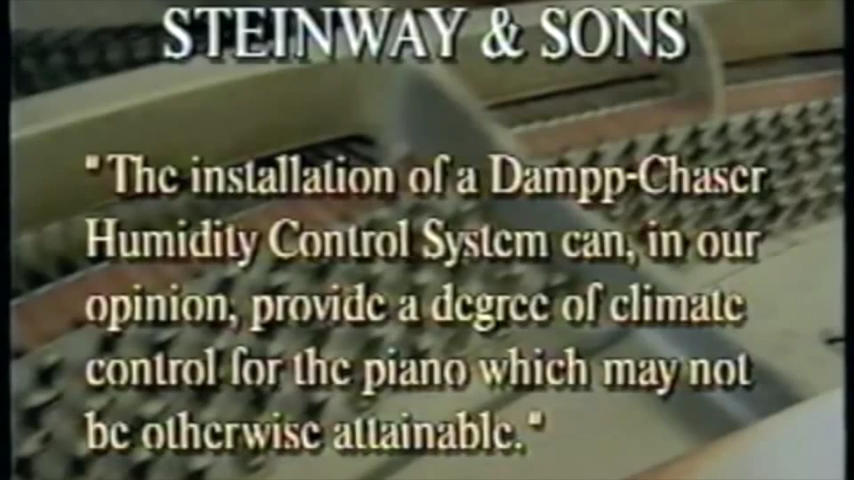 STEINWAY & SONS
"The installation of a Dampp-Chaser
Humidity Control System can, in our
opinion, provide a degree of climate
control for the piano which may not
be otherwise attainable."